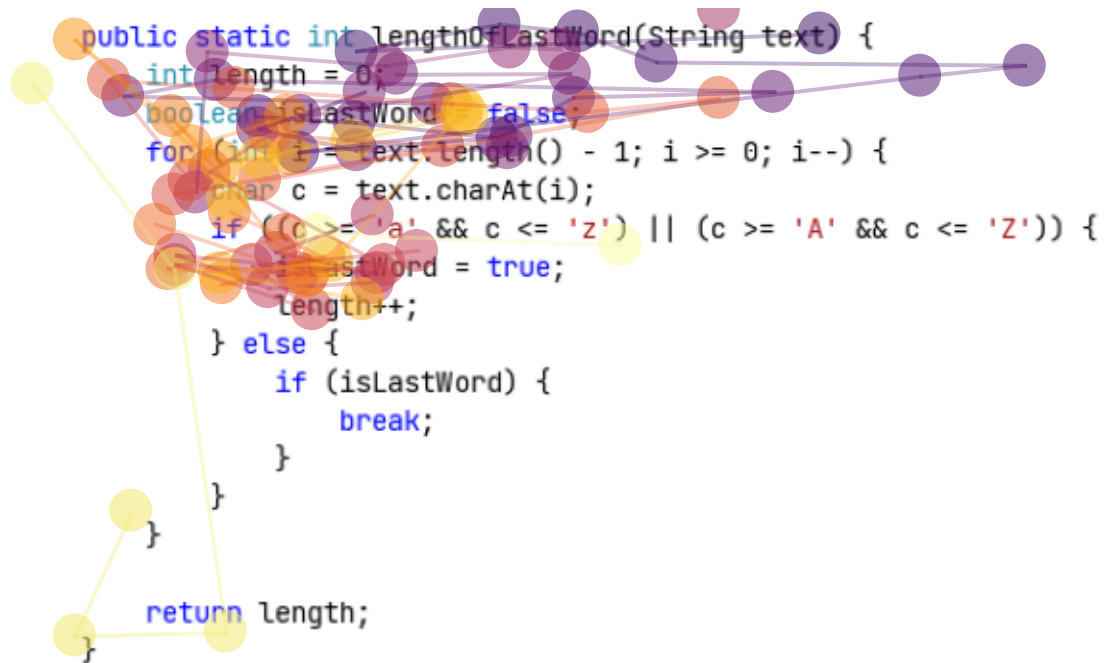 public static int lengthOfLastWord(String text) {
int length = 0;
boolean isLastWord = false;
for (int i = text.length() - 1; i >= 0; i--) {
char c = text.charAt(i);
if ((c >= 'a' && c <= 'z') || (c >= 'A' && c <= 'Z')) {
isLastWord = true;
length++;
} else {
if (isLastWord) {
break;
}
}
}
return length;
}